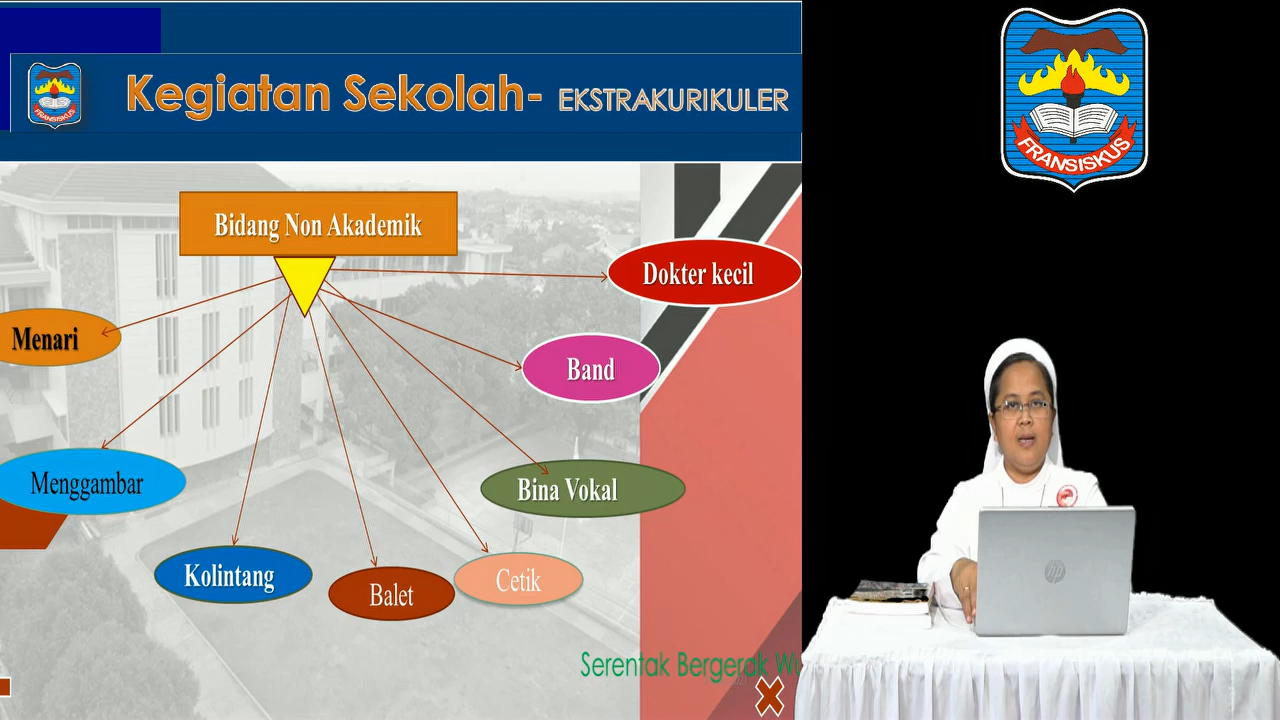 Kegiatan Sekolah- EKSTRAKURIKULER
FRANSISKUS
FRANSISKUS
Bidang Non Akademik
Dokter kecil
Menari
Band
Menggambar
Bina Vokal
Kolintang
Balet
Cetik
Serentak Bergerak
hp